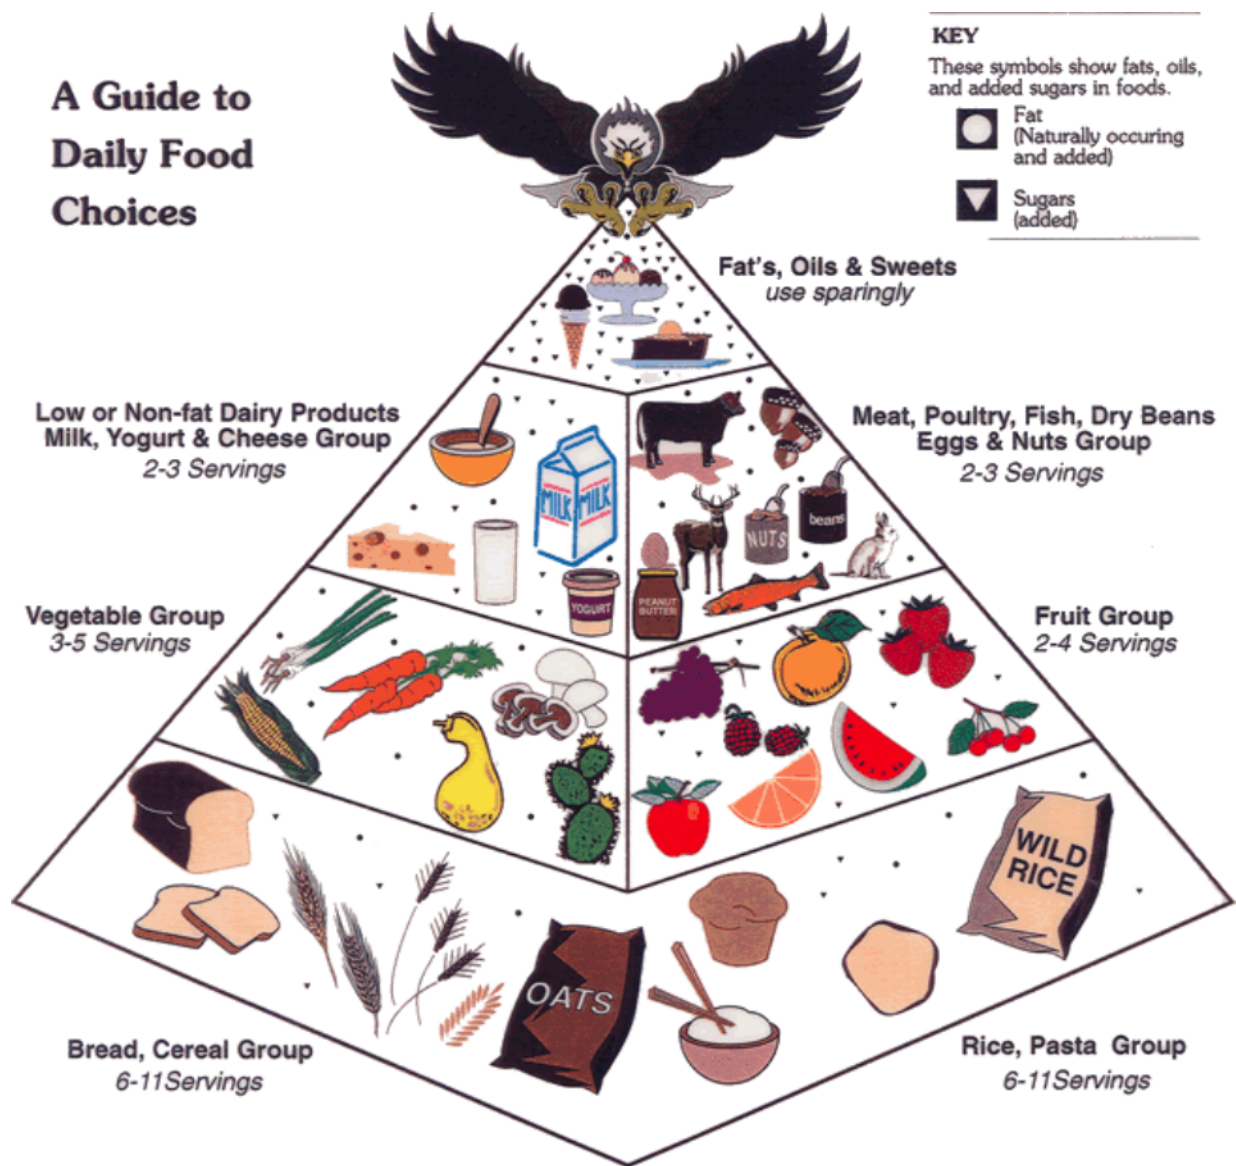 A Guide to
Daily Food
Choices
KEY
These symbols show fats, oils,
and added sugars in foods.
Fat
(Naturally occuring
and added)
Sugars
(added)
Fat's, Oils & Sweets
use sparingly
Low or Non-fat Dairy Products
Milk, Yogurt & Cheese Group
2-3 Servings
Meat, Poultry, Fish, Dry Beans
Eggs & Nuts Group
2-3 Servings
MILK MILK
beans
NUTS
YOGURT
PEANUT
BUTTER
Vegetable Group
3-5 Servings
Fruit Group
2-4 Servings
WILD
RICE
OATS
Bread, Cereal Group
6-11Servings
Rice, Pasta Group
6-11Servings